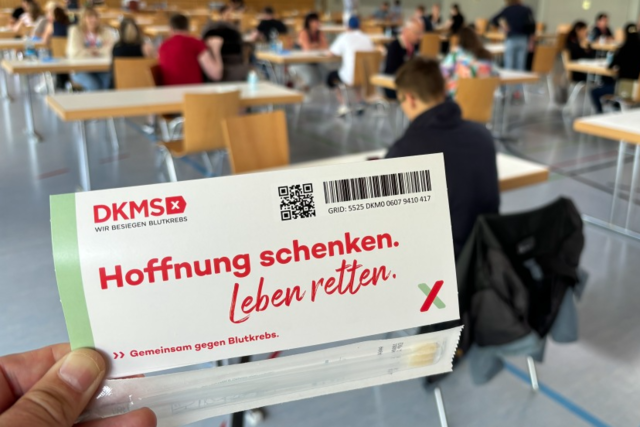 DKMS
WIR BESIEGEN BLUTKREBS
GRID: 5525 DKM0 0607 9410 417
Hoffnung schenken.
Leben retten.
Gemeinsam gegen Blutkrebs.